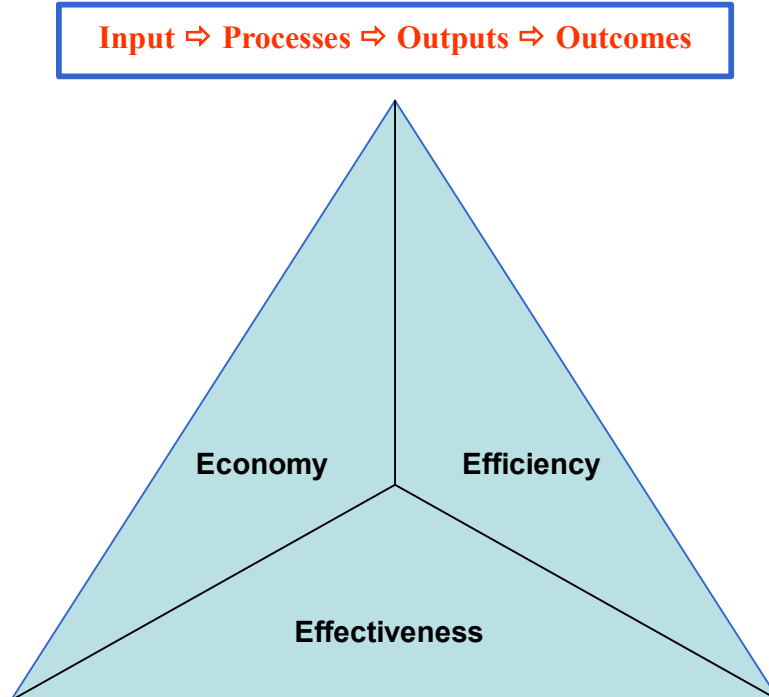 Input ⇨ Processes ⇨ Outputs ⇨ Outcomes
Economy
Efficiency
Effectiveness